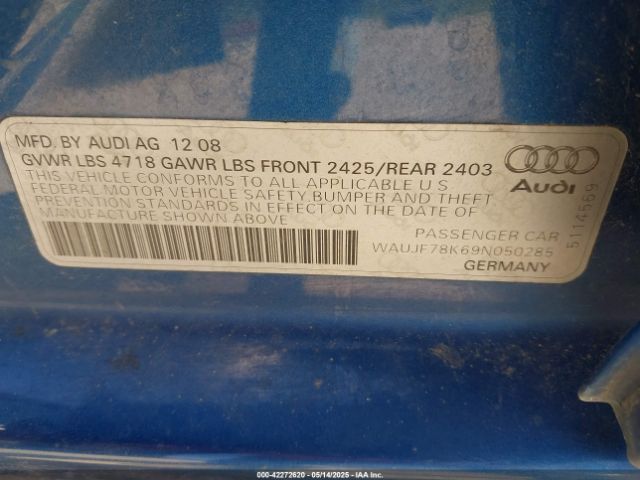 MFD. BY AUDI AG 12 08
GVWR LBS 4718 GAWR LBS FRONT 2425/REAR 2403
THIS VEHICLE CONFORMS TO ALL APPLICABLE U S
FEDERAL MOTOR VEHICLE SAFETY,BUMPER AND THEFT
PREVENTION STANDARDS IN EFFECT ON THE DATE OF
MANUFACTURE SHOWN ABOVE
Audi
5114569
PASSENGER CAR
WAUJF78K69N050285
GERMANY
000-42272620 - 05/14/2025 - IAA Inc.